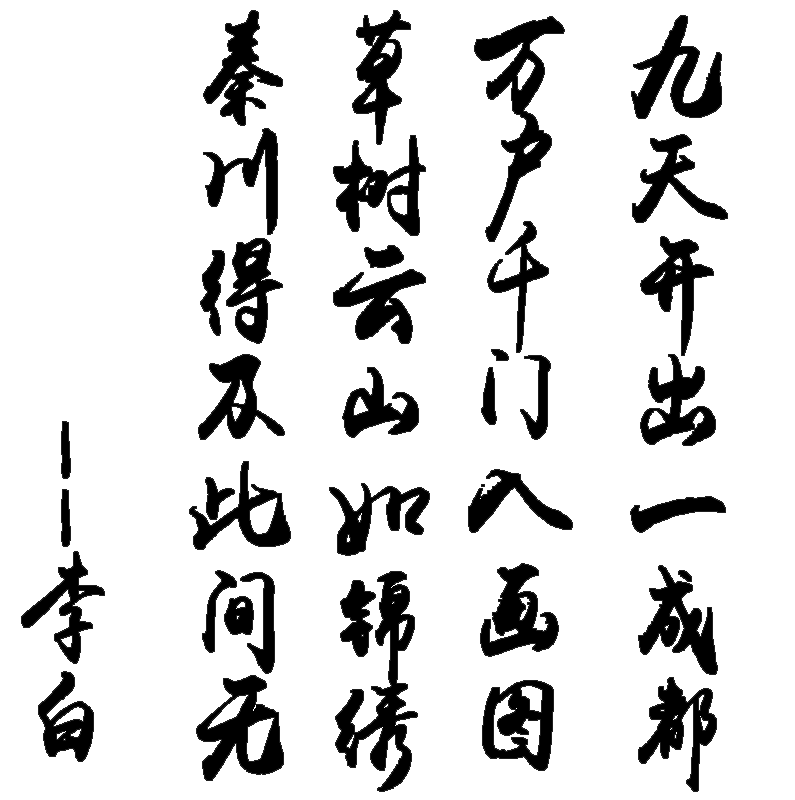 九天开出一成都
万户千门入画图
草树云山如锦绣
秦川得及此间无
——李白